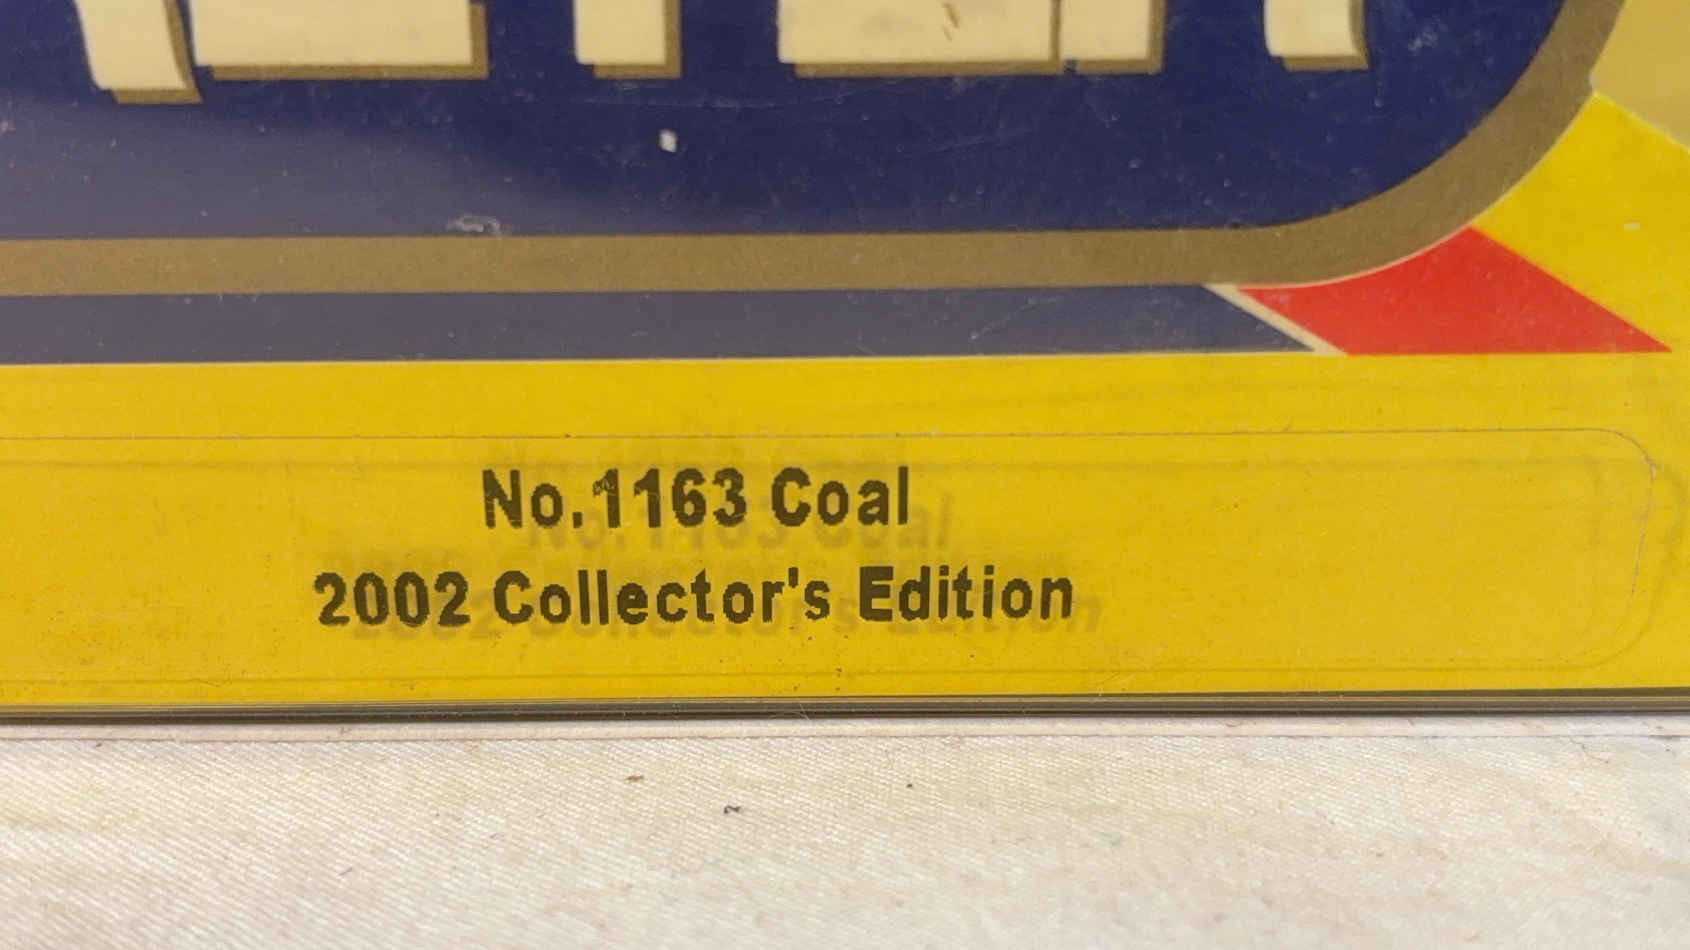 No.1163 Coal
2002 Collector's Edition